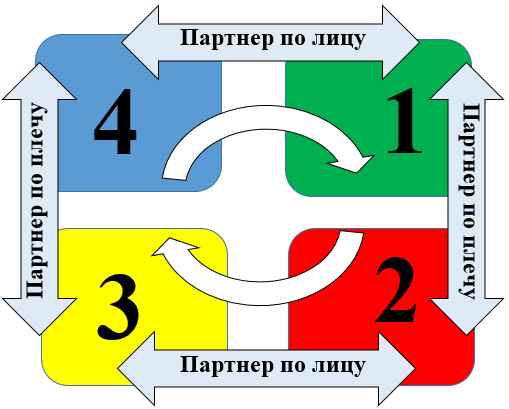 Партнер по лицу
4
1
Партнер по плечу
Партнер по плечу
3
2
Партнер по лицу